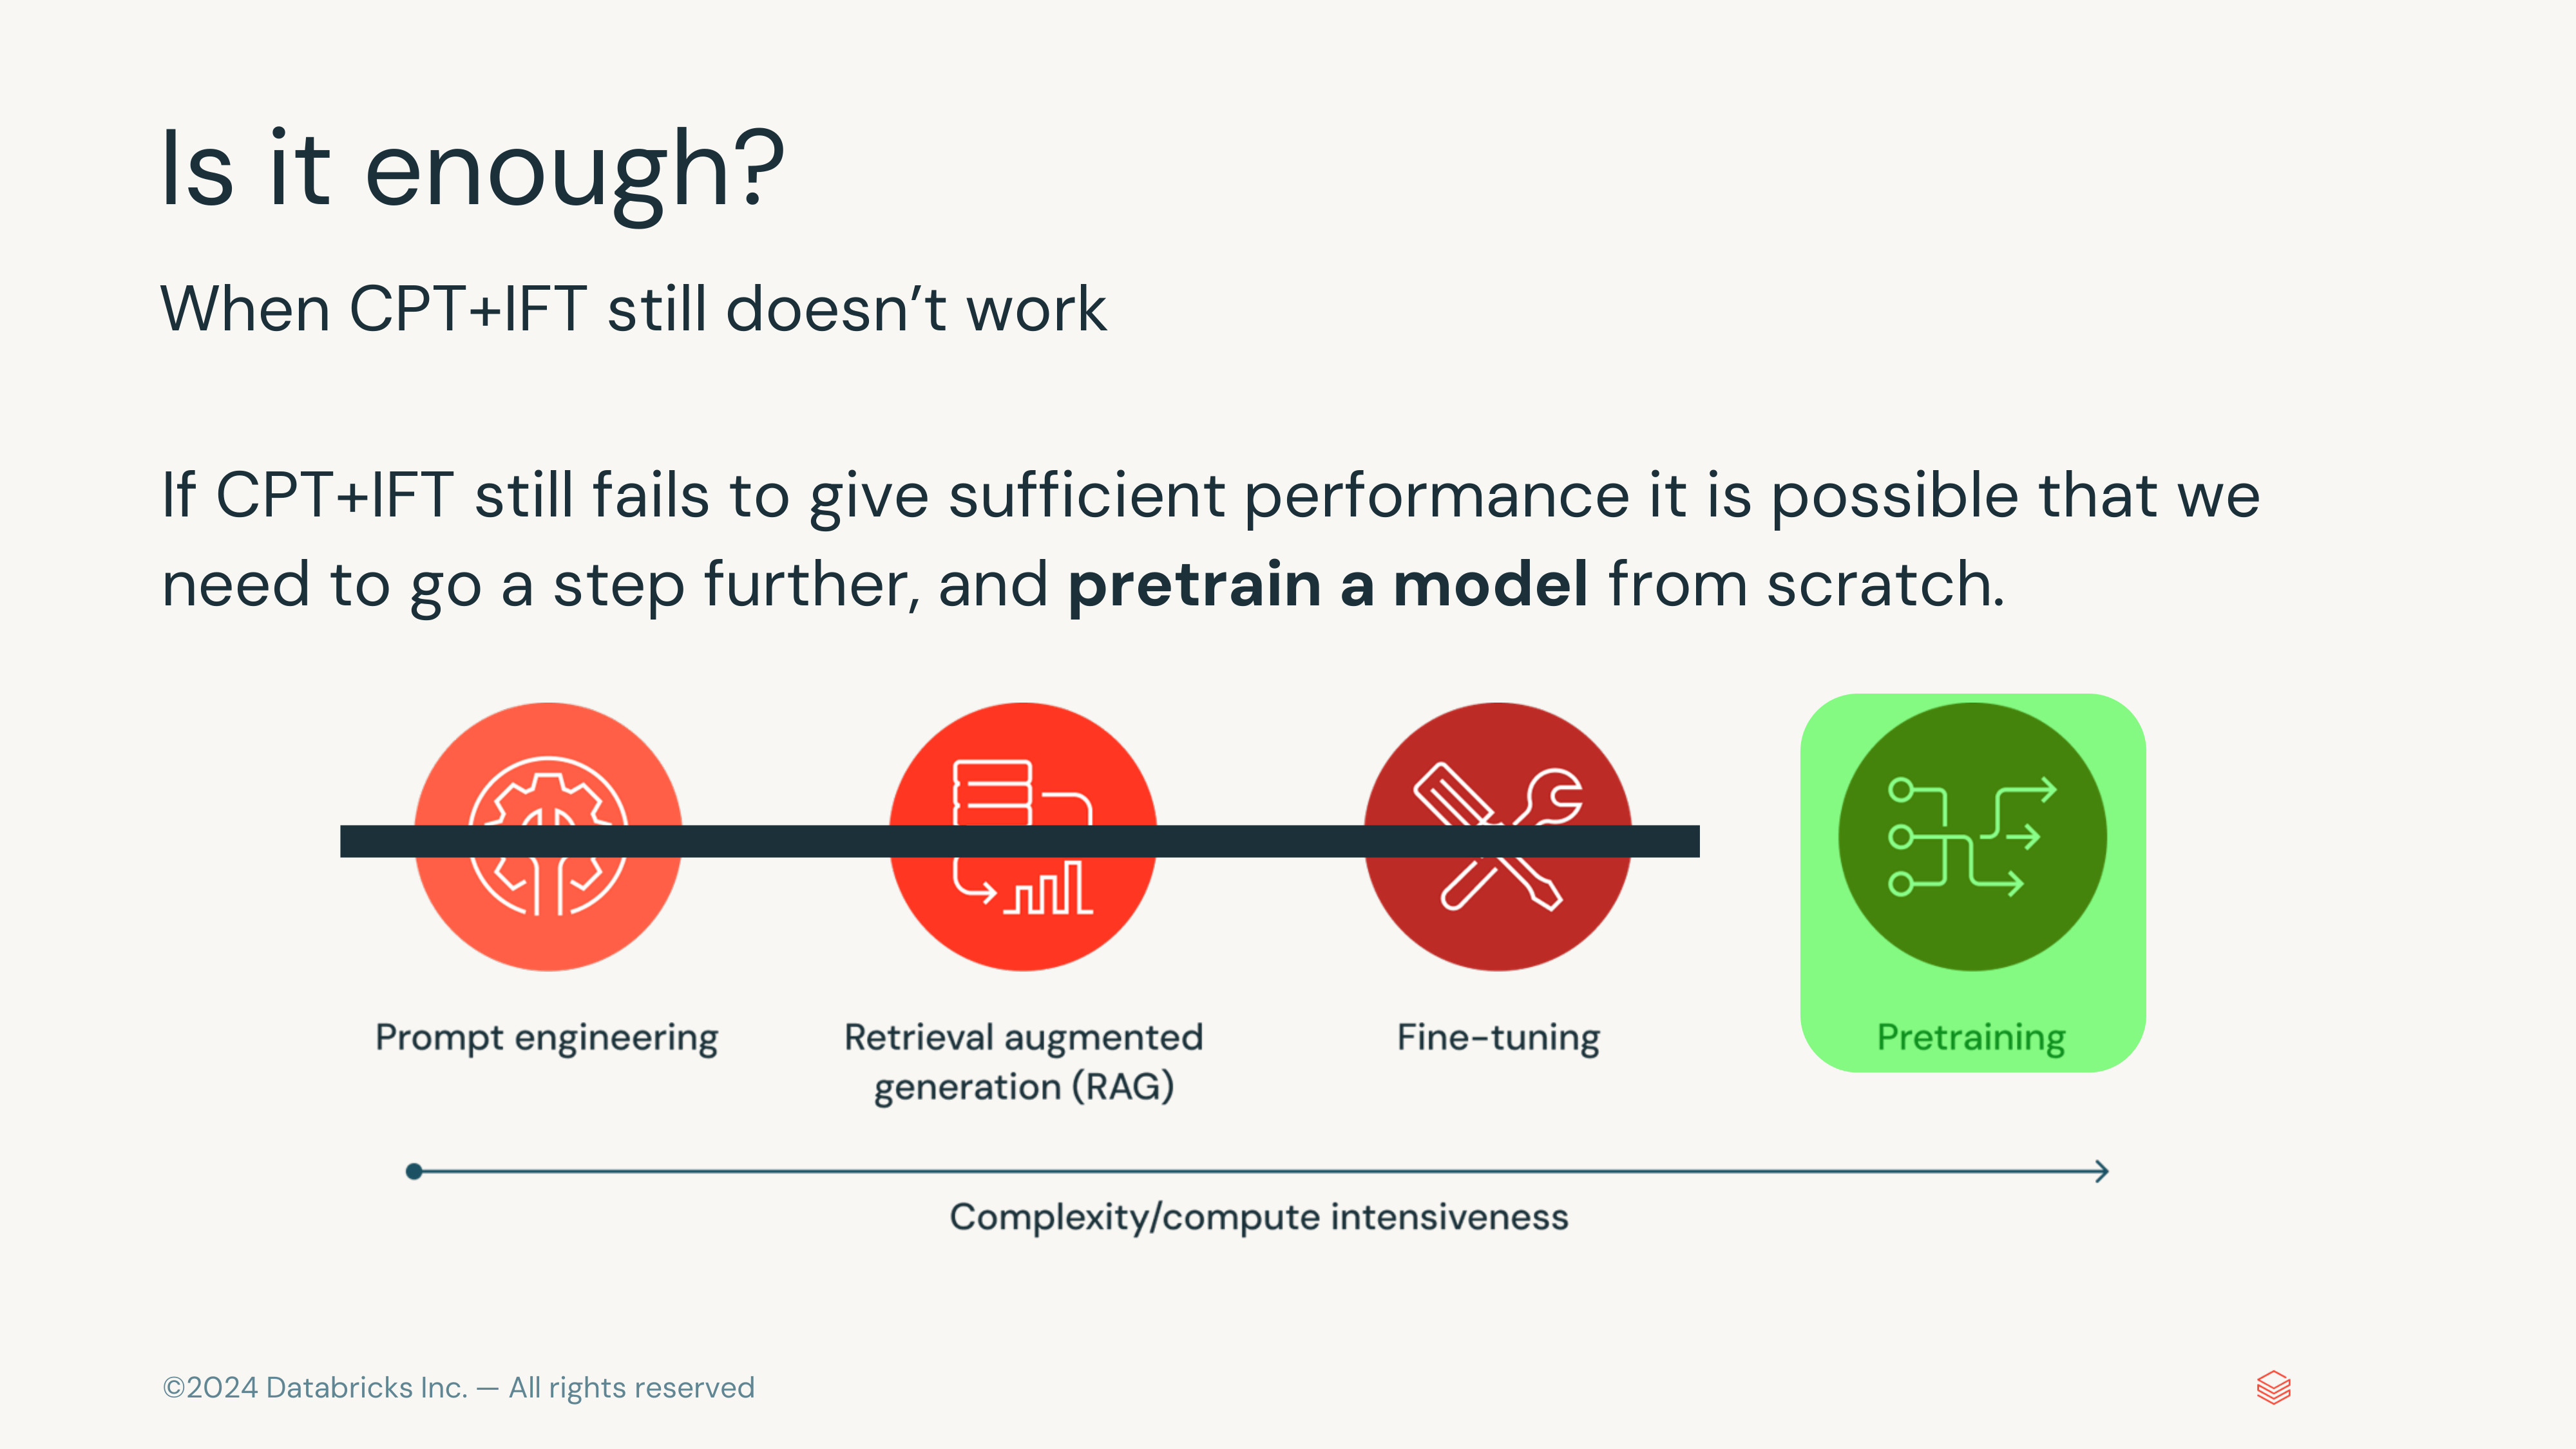 Is it enough?
When CPT+IFT still doesn’t work
If CPT+IFT still fails to give sufficient performance it is possible that we
need to go a step further, and pretrain a model from scratch.
Prompt engineering
Retrieval augmented
generation (RAG)
Fine-tuning
Pretraining
Complexity/compute intensiveness
©2024 Databricks Inc. — All rights reserved